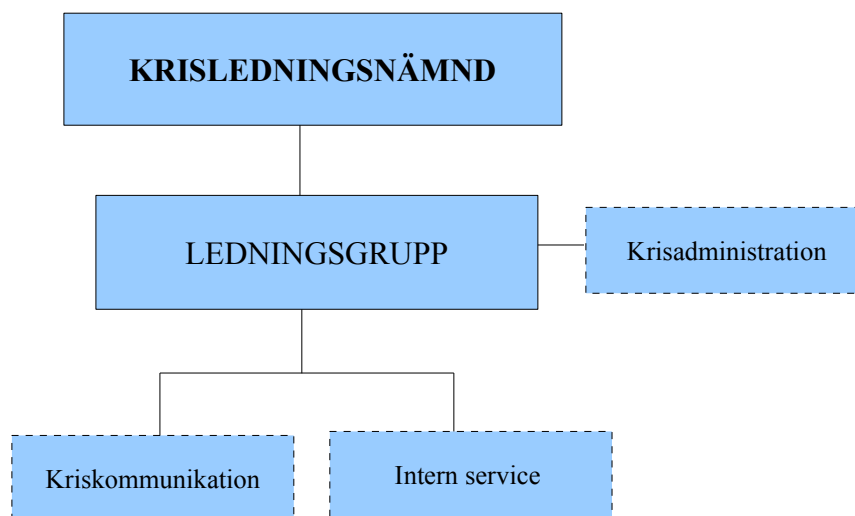 KRISLEDNINGSNÄMND
LEDNINGSGRUPP
Krisadministration
Kriskommunikation
Intern service